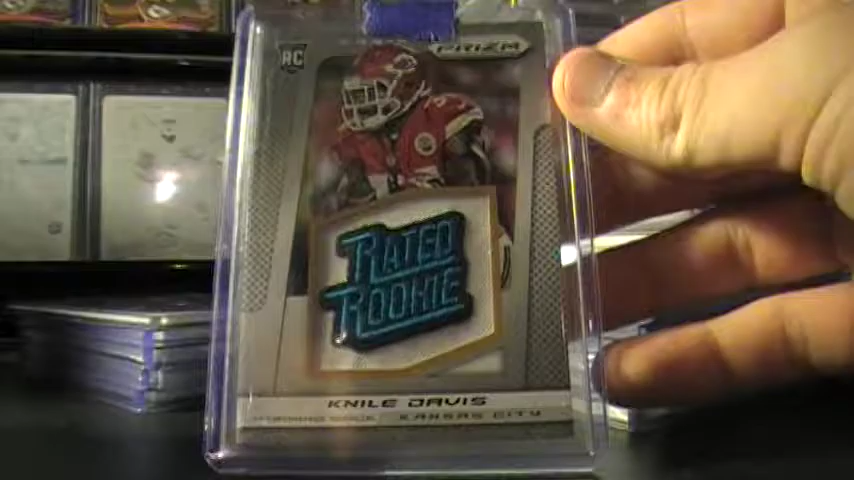 RC
PRIZM
RATED
ROOKIE
KNILE DAVIS
KANSAS CITY